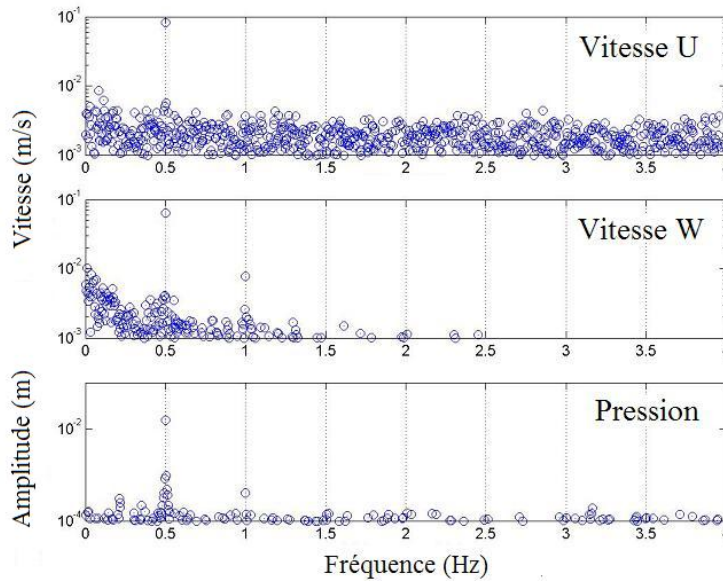 10^-1
Vitesse U
10^-2
10^-3
0 0.5 1 1.5 2 2.5 3 3.5 4
Vitesse (m/s)
10^-1
Vitesse W
10^-2
10^-3
0 0.5 1 1.5 2 2.5 3 3.5 4
Amplitude (m)
Pression
10^-2
10^-4
0 0.5 1 1.5 2 2.5 3 3.5 4
Fréquence (Hz)